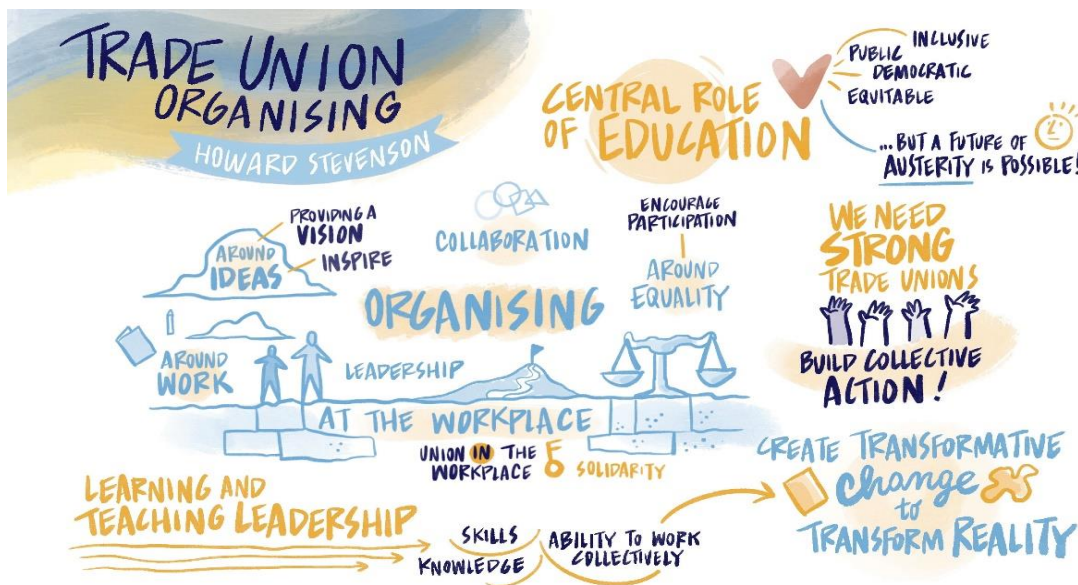 TRADE UNION
ORGANISING
HOWARD STEVENSON
CENTRAL ROLE
OF EDUCATION
INCLUSIVE
PUBLIC
DEMOCRATIC
EQUITABLE
...BUT A FUTURE OF
AUSTERITY IS POSSIBLE!
PROVIDING A
VISION
AROUND
IDEAS
INSPIRE
COLLABORATION
ENCOURAGE
PARTICIPATION
AROUND
EQUALITY
ORGANISING
WE NEED
STRONG
TRADE UNIONS
BUILD COLLECTIVE
ACTION!
AROUND
WORK
LEADERSHIP
AT THE WORKPLACE
UNION IN THE
WORKPLACE
SOLIDARITY
LEARNING AND
TEACHING LEADERSHIP
SKILLS
KNOWLEDGE
ABILITY TO WORK
COLLECTIVELY
CREATE TRANSFORMATIVE
Change
to
TRANSFORM REALITY